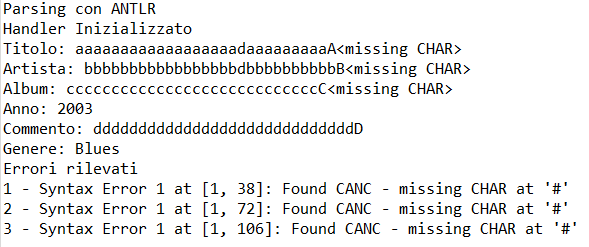 Parsing con ANTLR
Handler Inizializzato
Titolo: aaaaaaaaaaaaaaaaaadaaaaaaaaaA<missing CHAR>
Artista: bbbbbbbbbbbbbbbbbdbbbbbbbbbbB<missing CHAR>
Album: ccccccccccccccccccccccccccccC<missing CHAR>
Anno: 2003
Commento: dddddddddddddddddddddddddddddD
Genere: Blues
Errori rilevati
1 - Syntax Error 1 at [1, 38]: Found CANC - missing CHAR at '#'
2 - Syntax Error 1 at [1, 72]: Found CANC - missing CHAR at '#'
3 - Syntax Error 1 at [1, 106]: Found CANC - missing CHAR at '#'